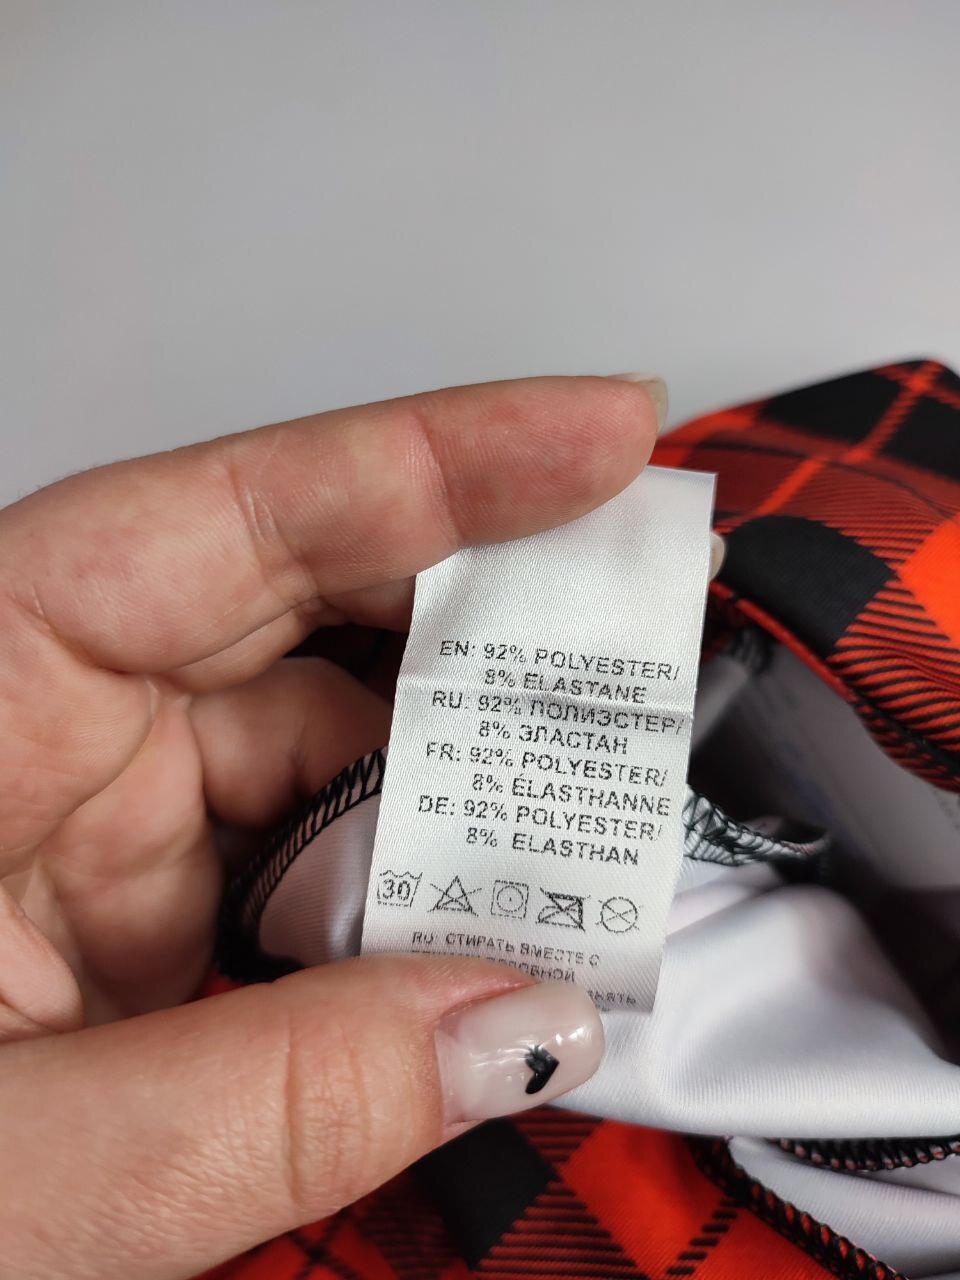 EN: 92% POLYESTER/
8% ELASTANE
RU: 92% ПОЛИЭСТЕР/
8% ЭЛАСТАН
FR: 92% POLYESTER/
8% ÉLASTHANNE
DE: 92% POLYESTER/
8% ELASTHAN
30
RU: СТИРАТЬ ВМЕСТЕ С